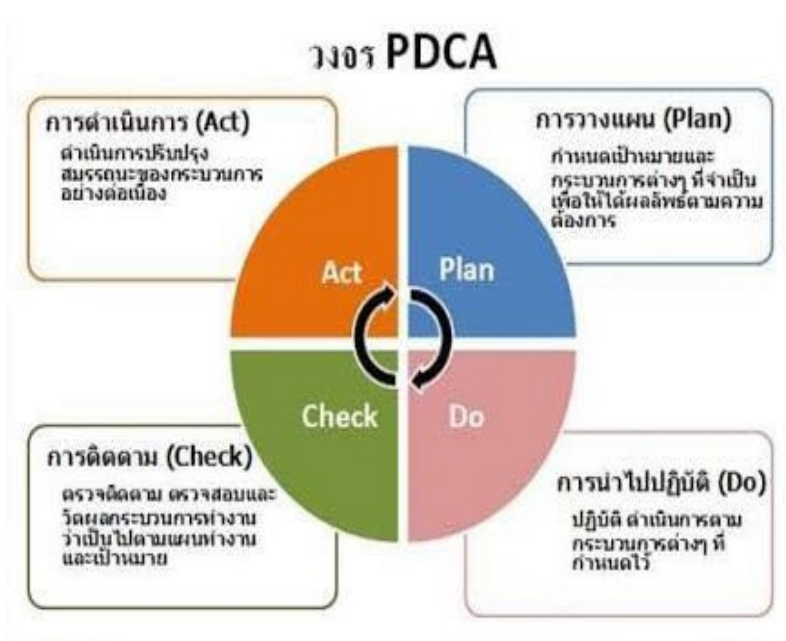 วงจร PDCA
การดำเนินการ (Act)
ดำเนินการปรับปรุง
สมรรถนะของกระบวนการ
อย่างต่อเนื่อง
การวางแผน (Plan)
กำหนดเป้าหมายและ
กระบวนการต่างๆ ที่จำเป็น
เพื่อให้ได้ผลลัพธ์ตามความ
ต้องการ
Act
Plan
Check
Do
การติดตาม (Check)
ตรวจติดตาม ตรวจสอบและ
วัดผลกระบวนการทำงาน
ว่าเป็นไปตามแผนทำงาน
และเป้าหมาย
การนำไปปฏิบัติ (Do)
ปฏิบัติ ดำเนินการตาม
กระบวนการต่างๆ ที่
กำหนดไว้